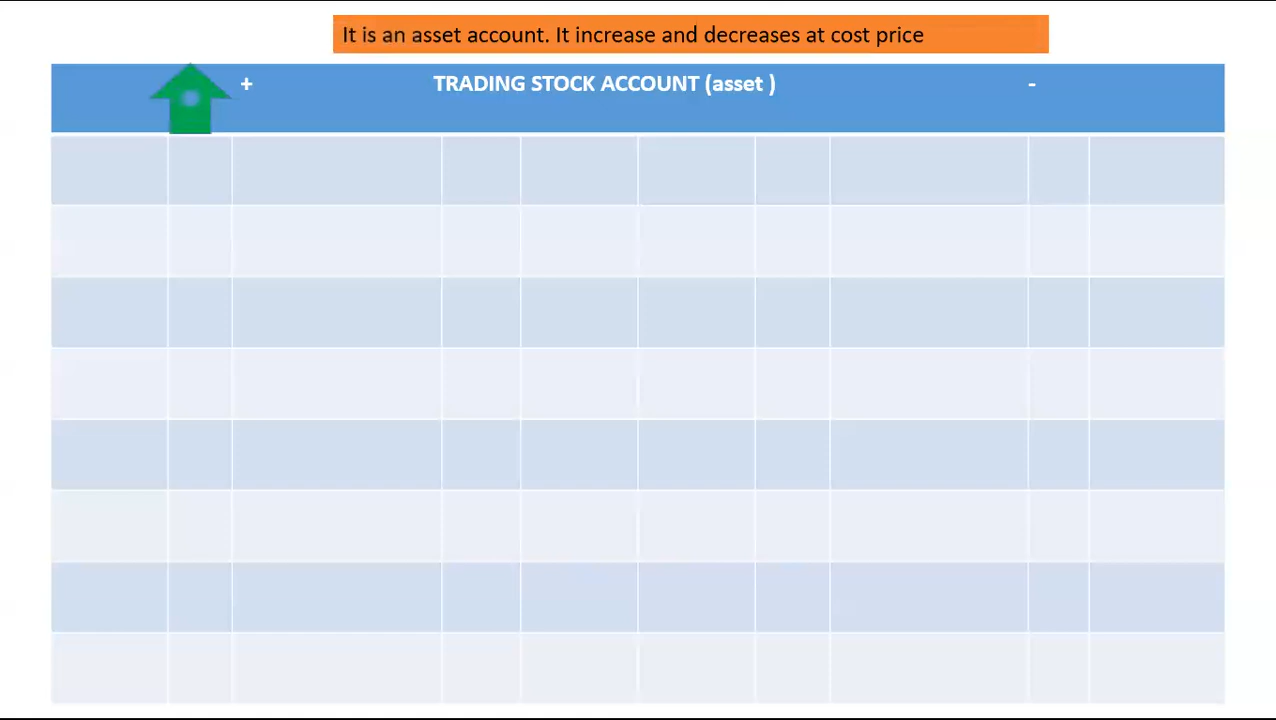 It is an asset account. It increase and decreases at cost price
+ TRADING STOCK ACCOUNT (asset ) -